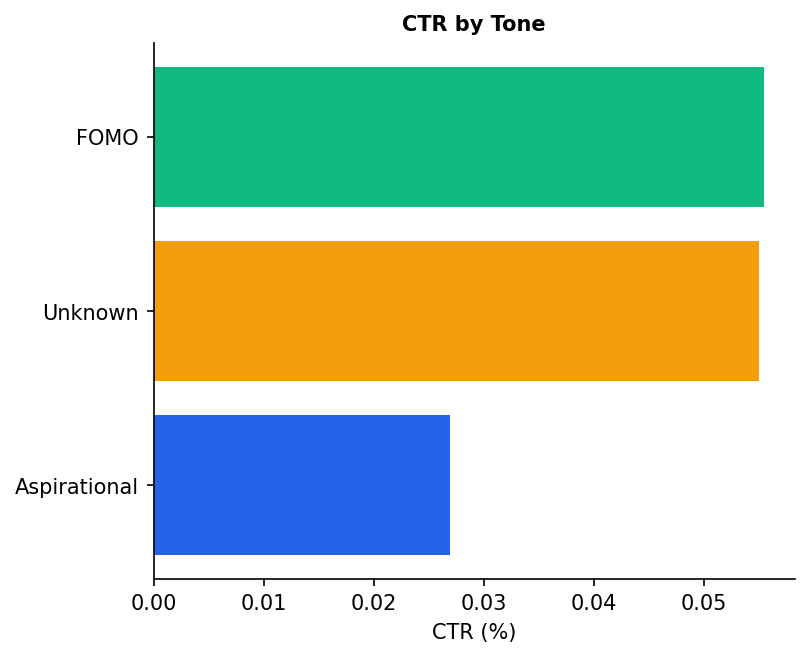 CTR by Tone
FOMO
Unknown
Aspirational
0.00 0.01 0.02 0.03 0.04 0.05
CTR (%)